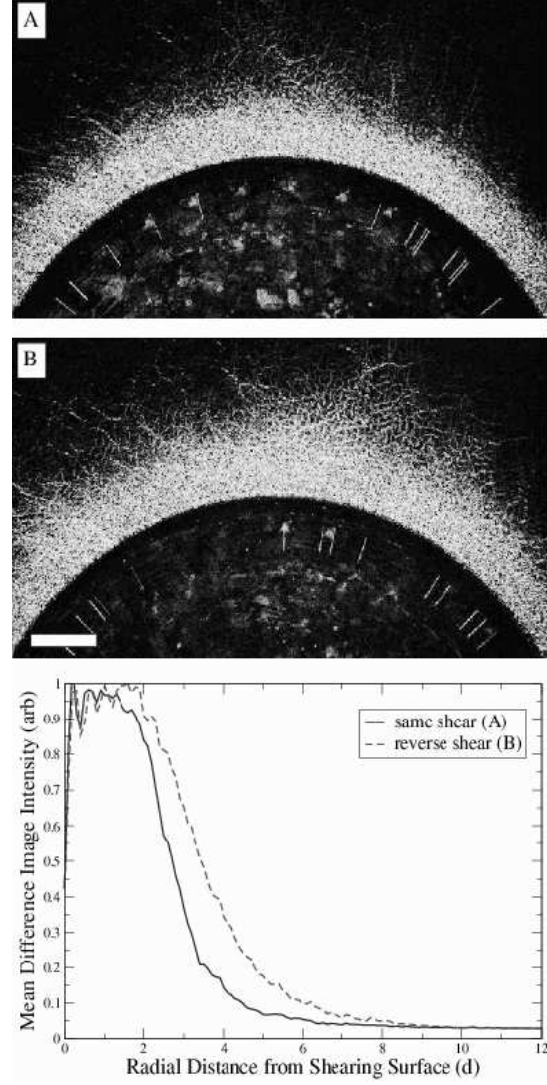 A
B
1
0.9
0.8
0.7
0.6
0.5
0.4
0.3
0.2
0.1
0
Mean Difference Image Intensity (arb)
same shear (A)
reverse shear (B)
0 2 4 6 8 10 12
Radial Distance from Shearing Surface (d)